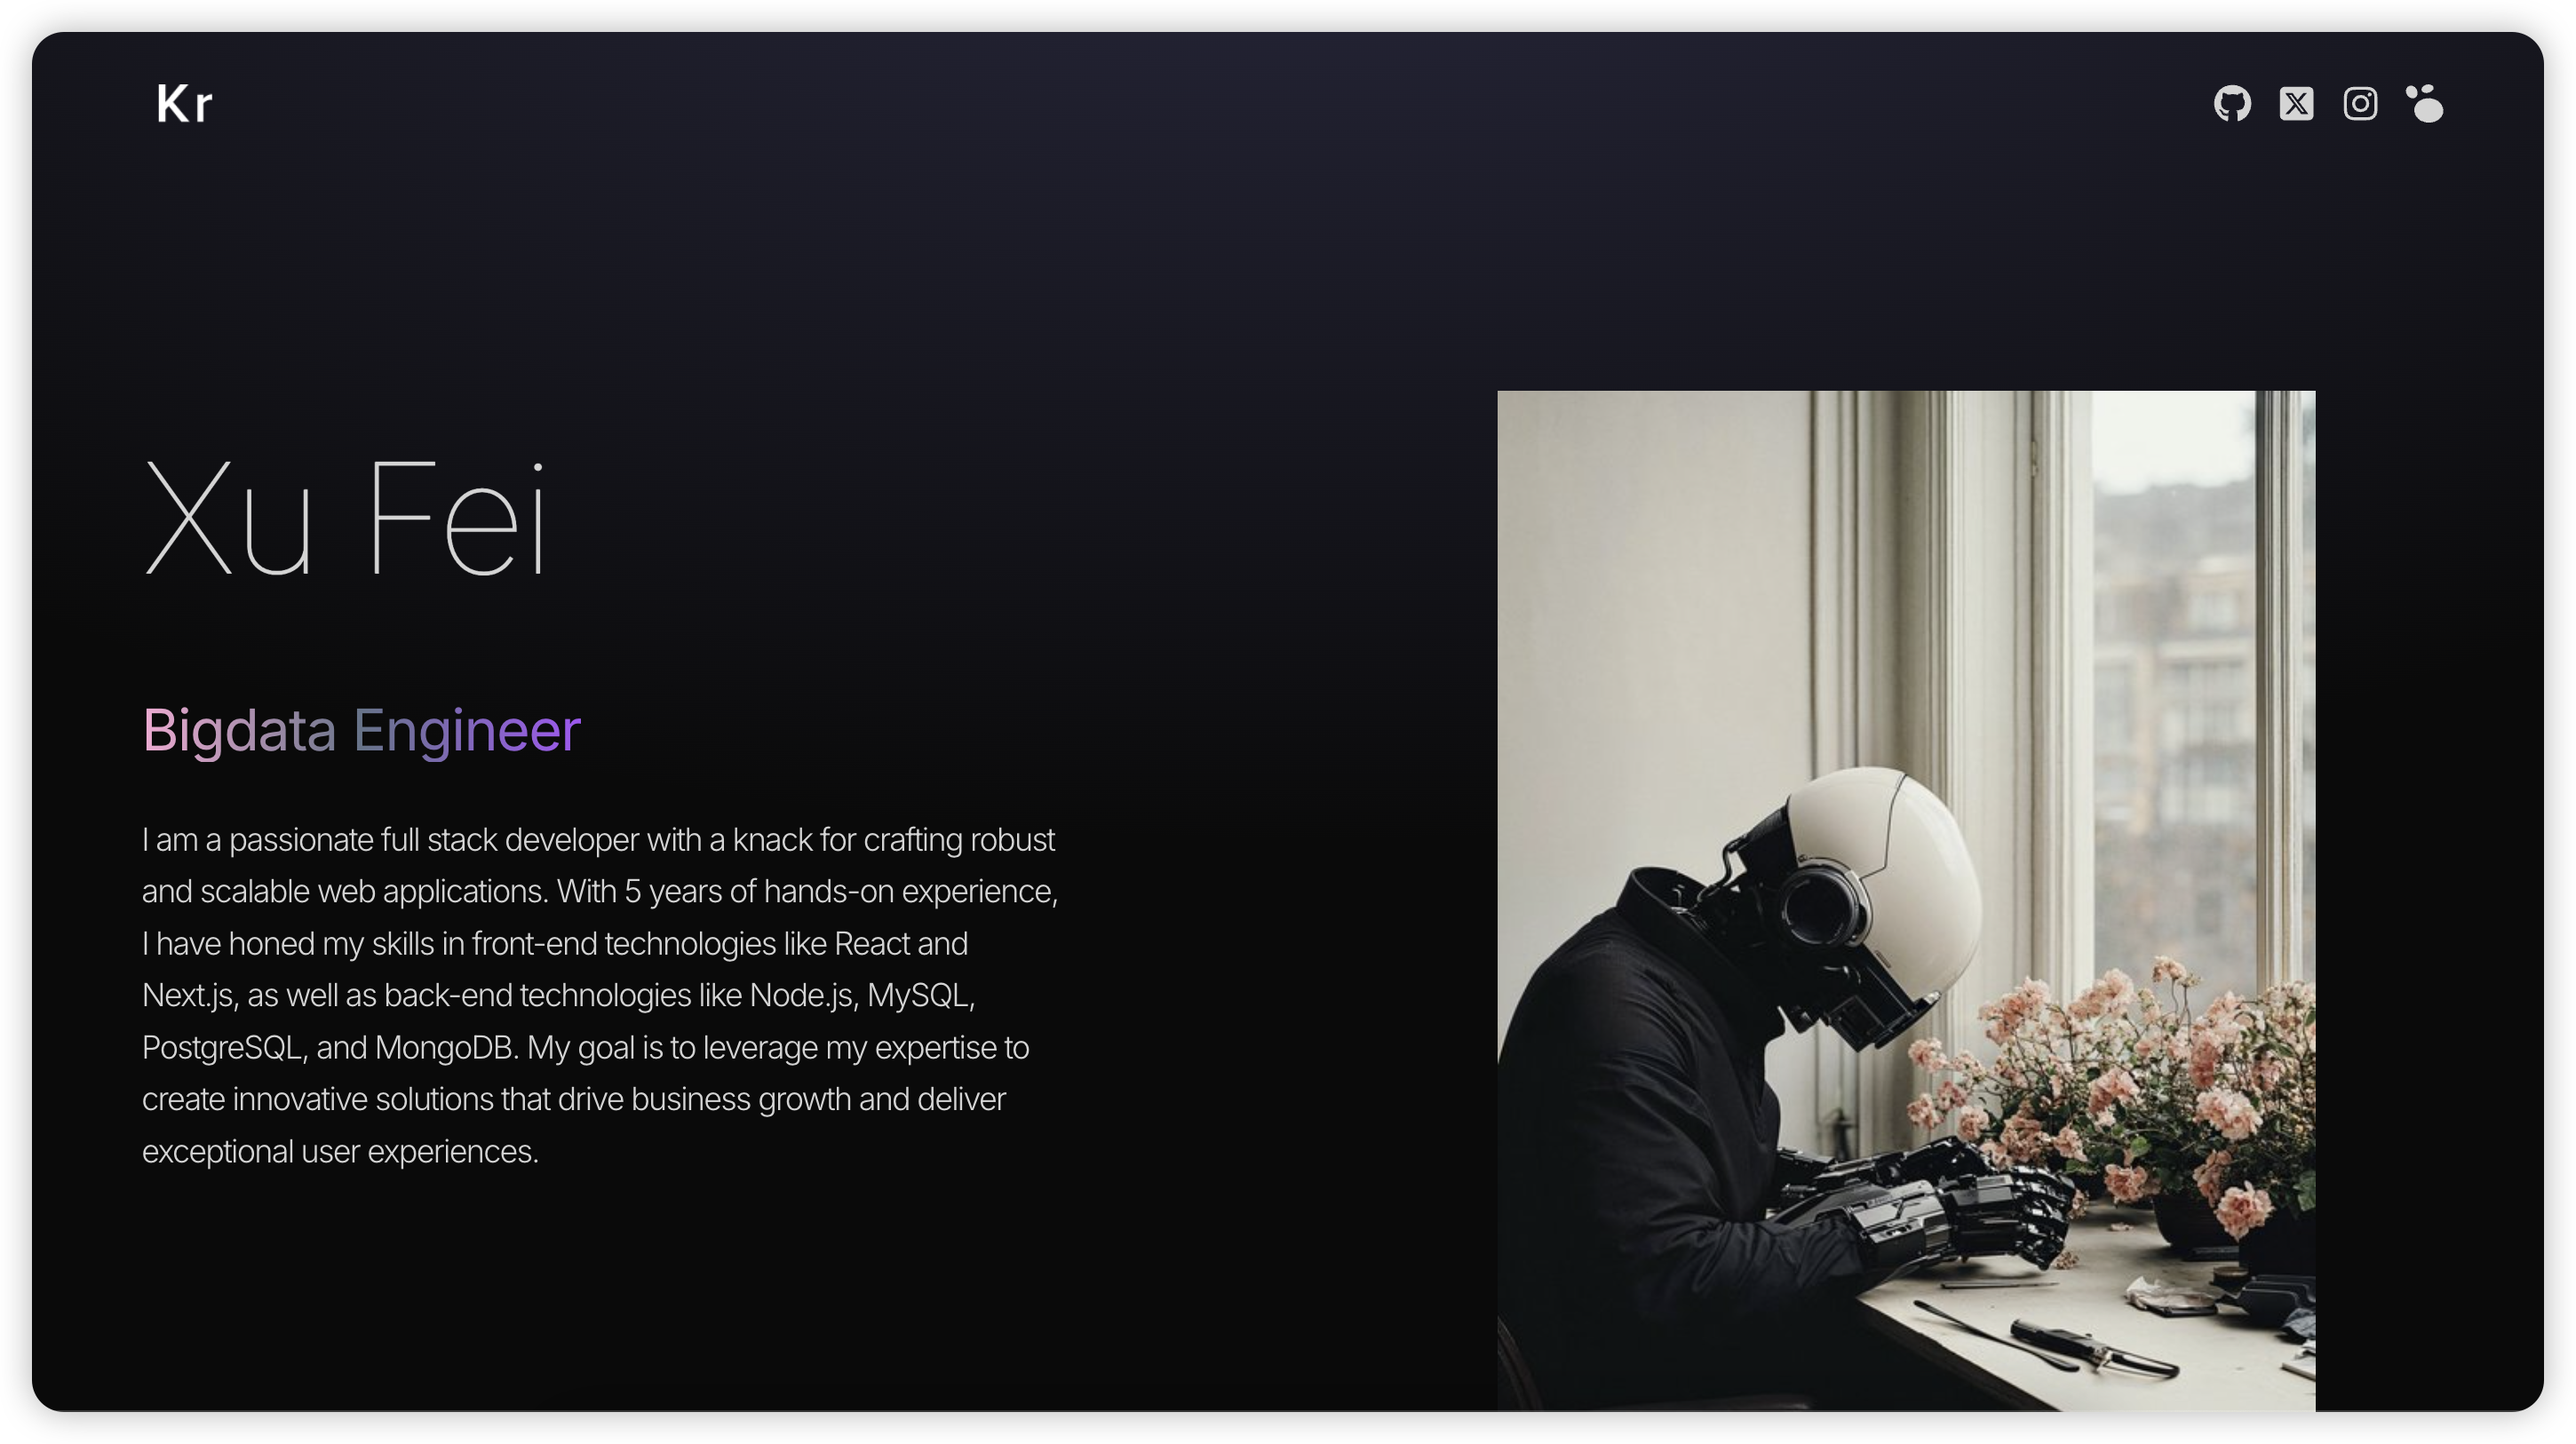 Kr
Xu Fei
Bigdata Engineer
I am a passionate full stack developer with a knack for crafting robust
and scalable web applications. With 5 years of hands-on experience,
I have honed my skills in front-end technologies like React and
Next.js, as well as back-end technologies like Node.js, MySQL,
PostgreSQL, and MongoDB. My goal is to leverage my expertise to
create innovative solutions that drive business growth and deliver
exceptional user experiences.